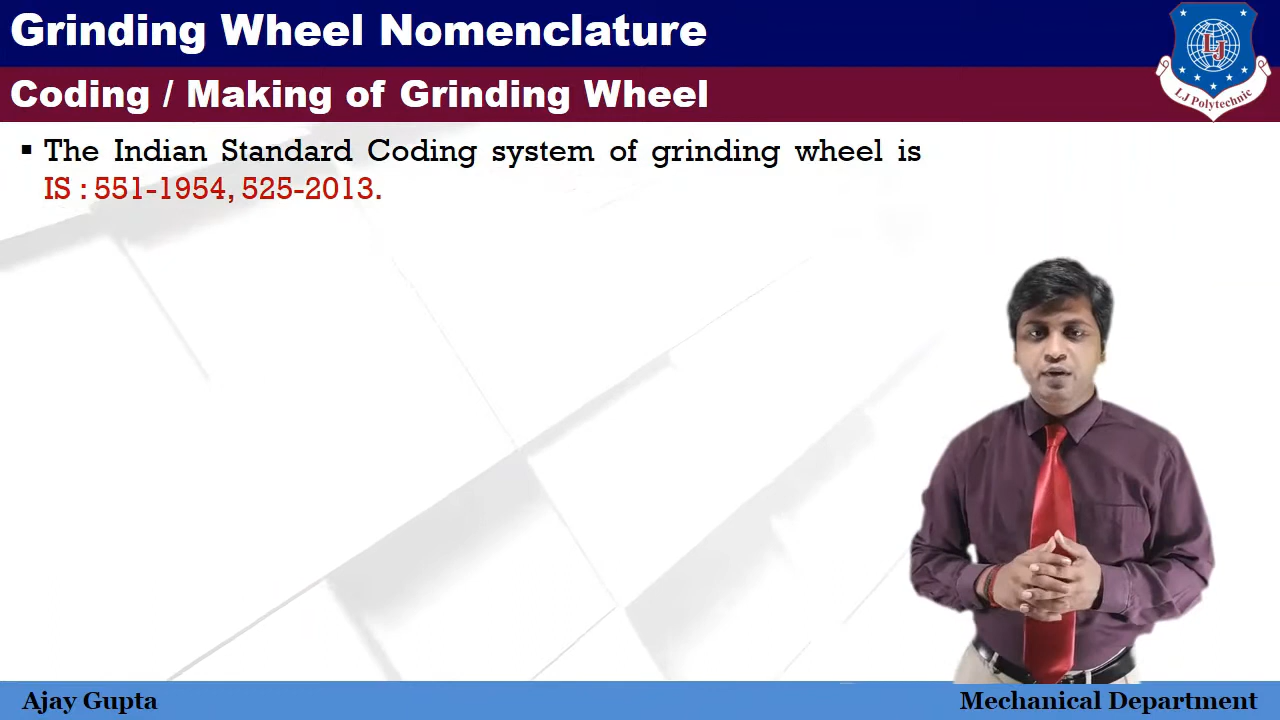 Grinding Wheel Nomenclature
Coding / Making of Grinding Wheel
LJ
L.J Polytechnic
▪ The Indian Standard Coding system of grinding wheel is
IS : 551-1954, 525-2013.
Ajay Gupta
Mechanical Department